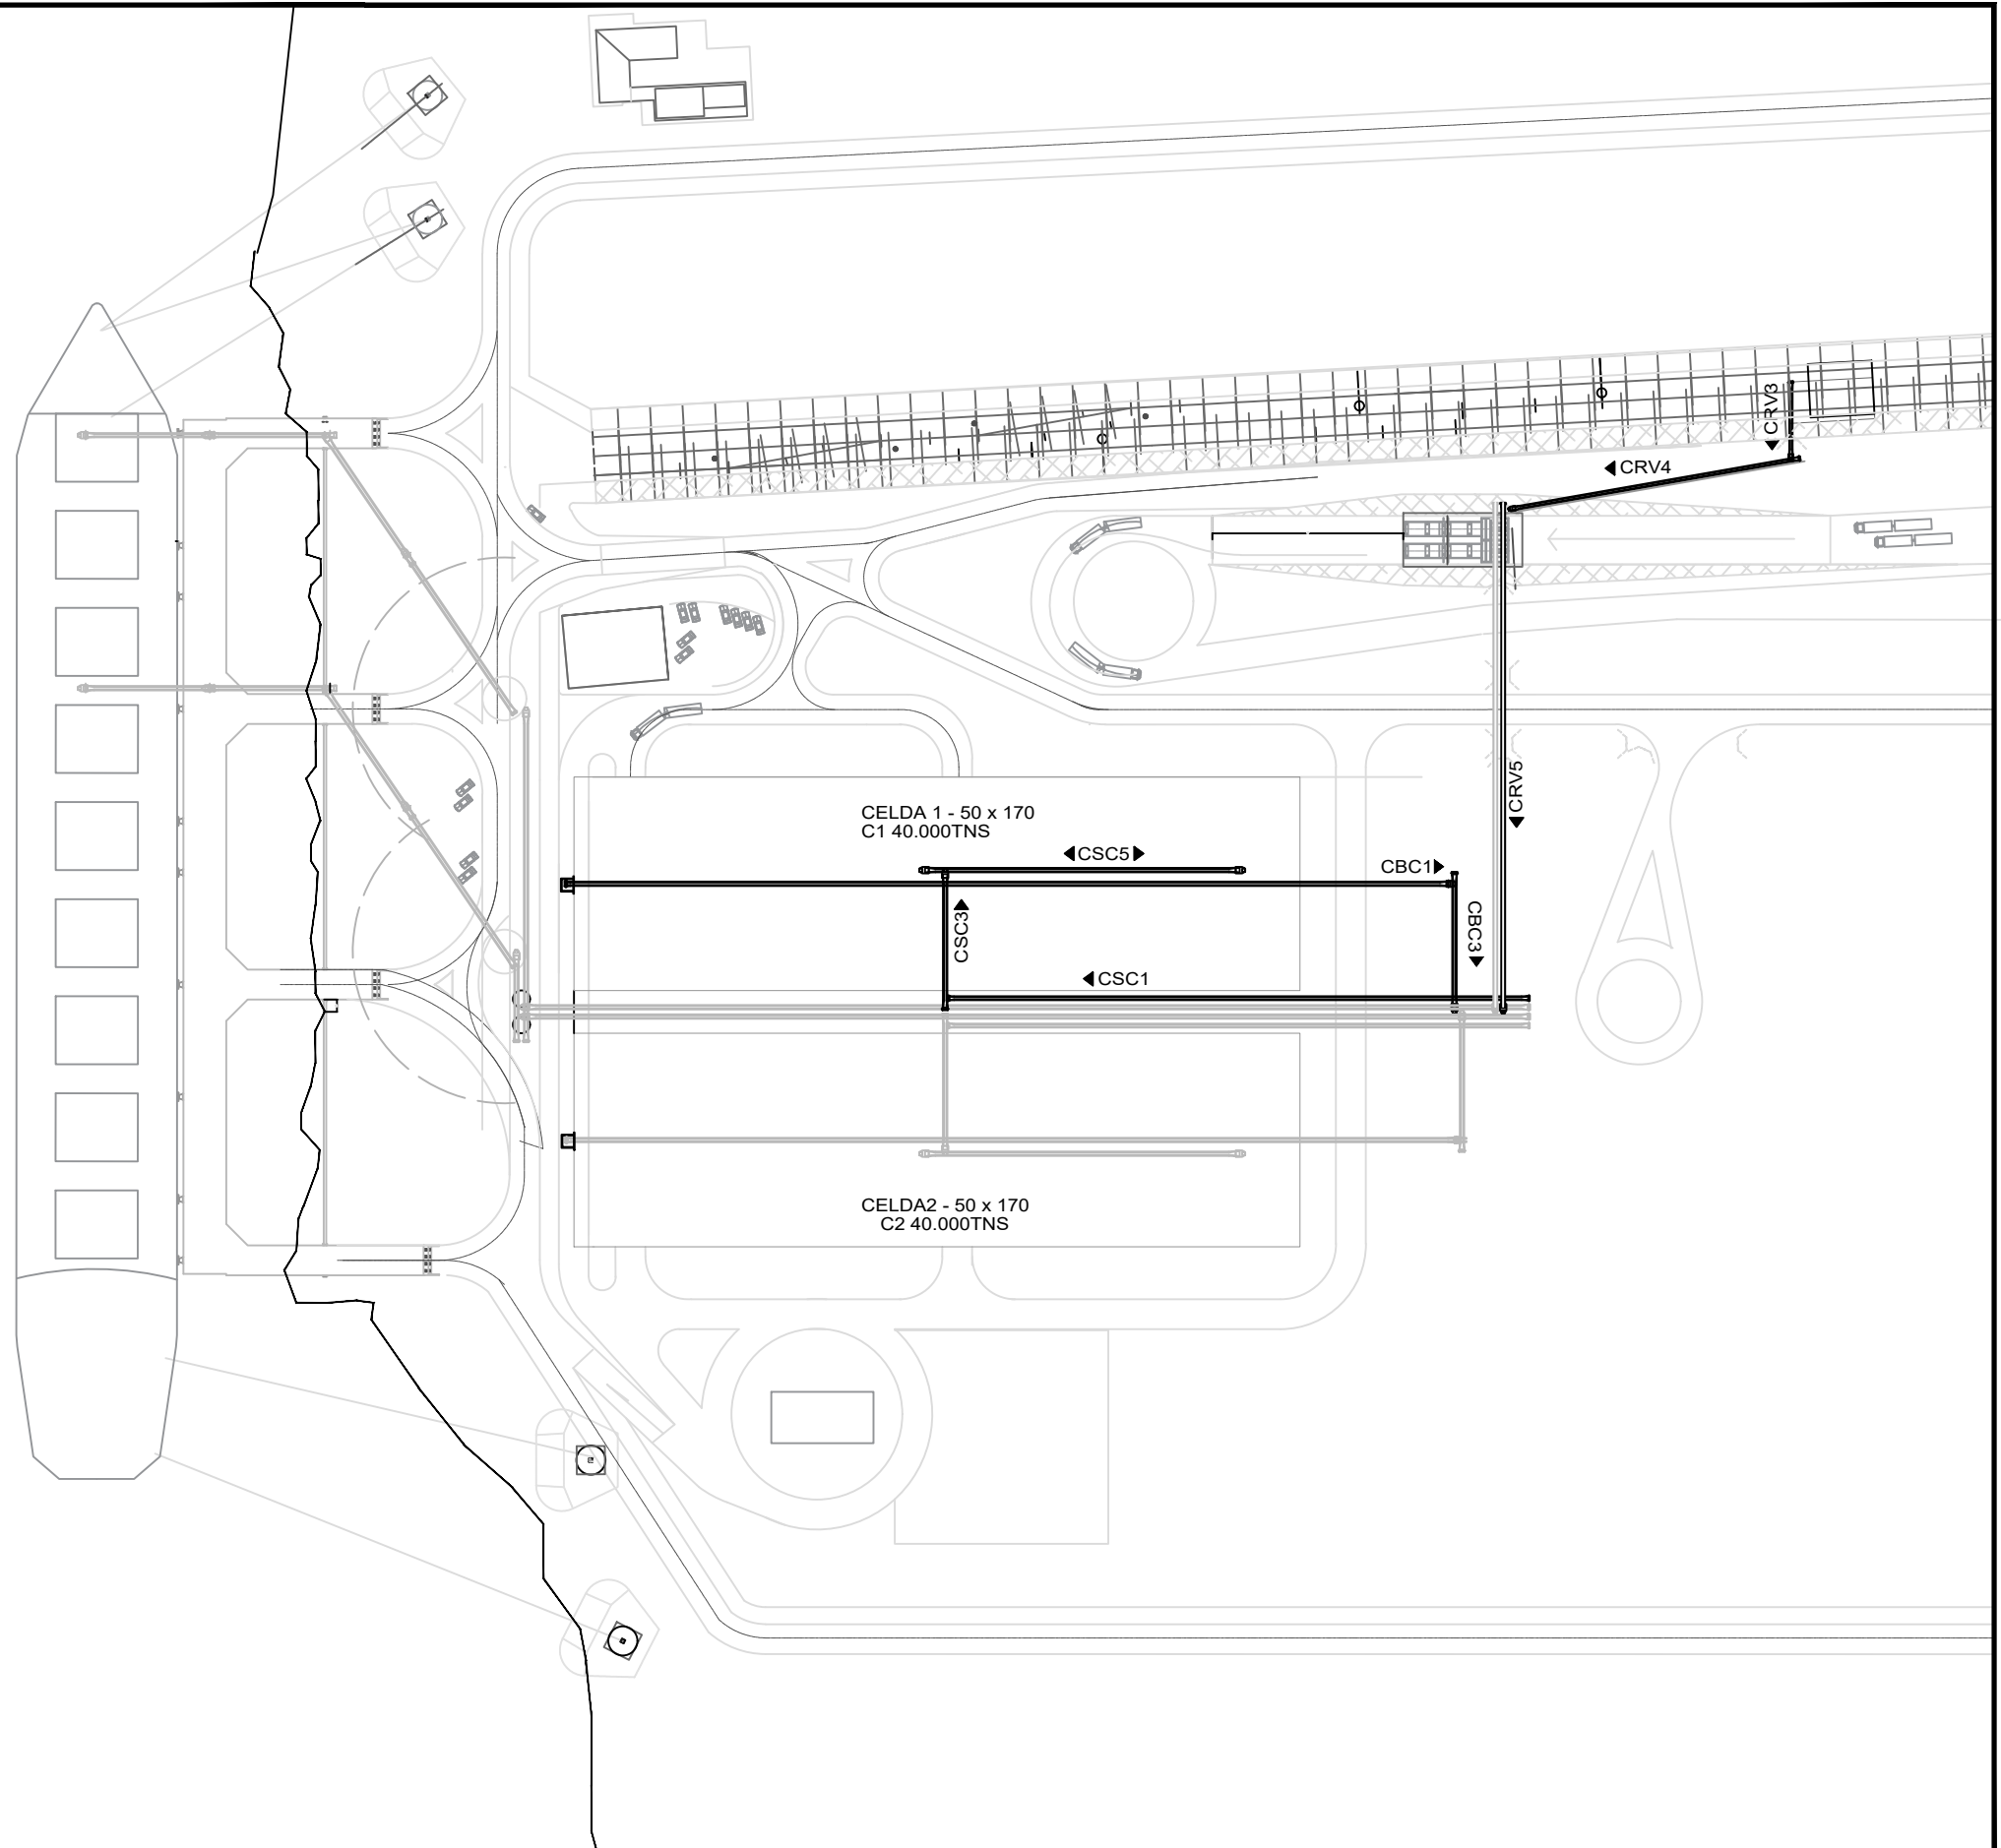 CRV3
CRV4
CRV5
CELDA 1 - 50 x 170
C1 40.000TNS
CSC5
CBC1
CSC3
CBC3
CSC1
CELDA2 - 50 x 170
C2 40.000TNS